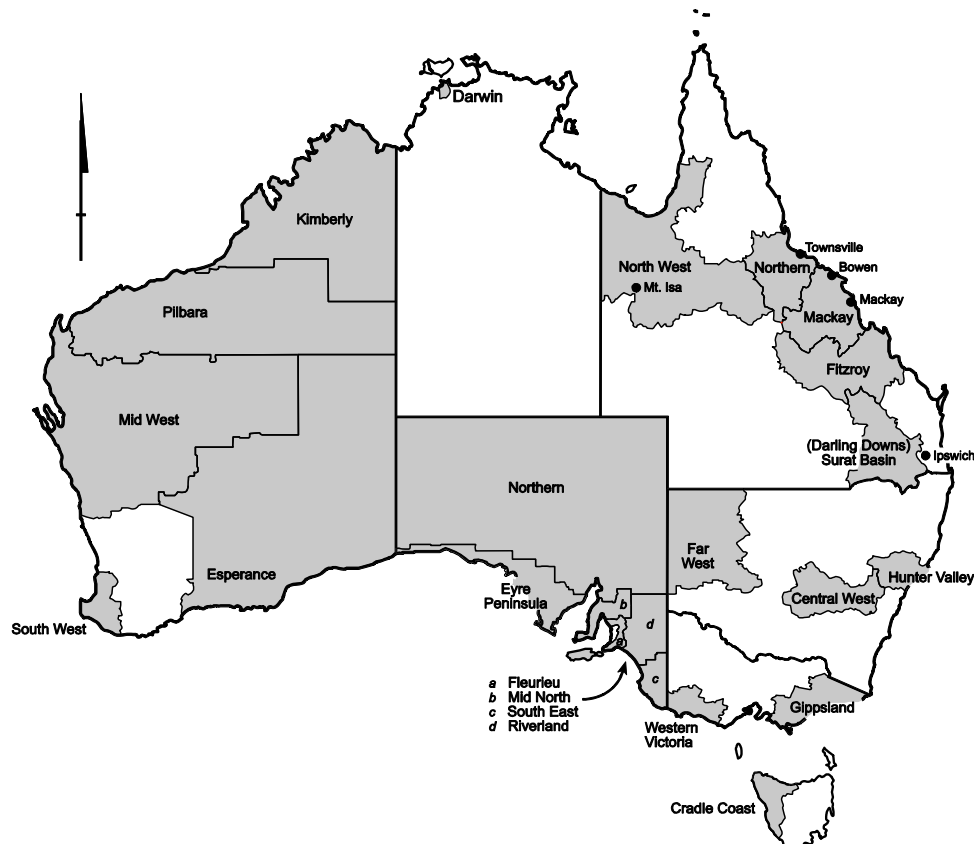 Darwin
Kimberly
Townsville
North West
Northern
Bowen
Mt. Isa
Mackay
Pilbara
Mackay
Fitzroy
Mid West
(Darling Downs)
Surat Basin
Ipswich
Northern
Far
West
Esperance
Hunter Valley
Eyre
Peninsula
Central West
b
South West
d
a
c
a Fleurieu
b Mid North
c South East
d Riverland
Gippsland
Western
Victoria
Cradle Coast